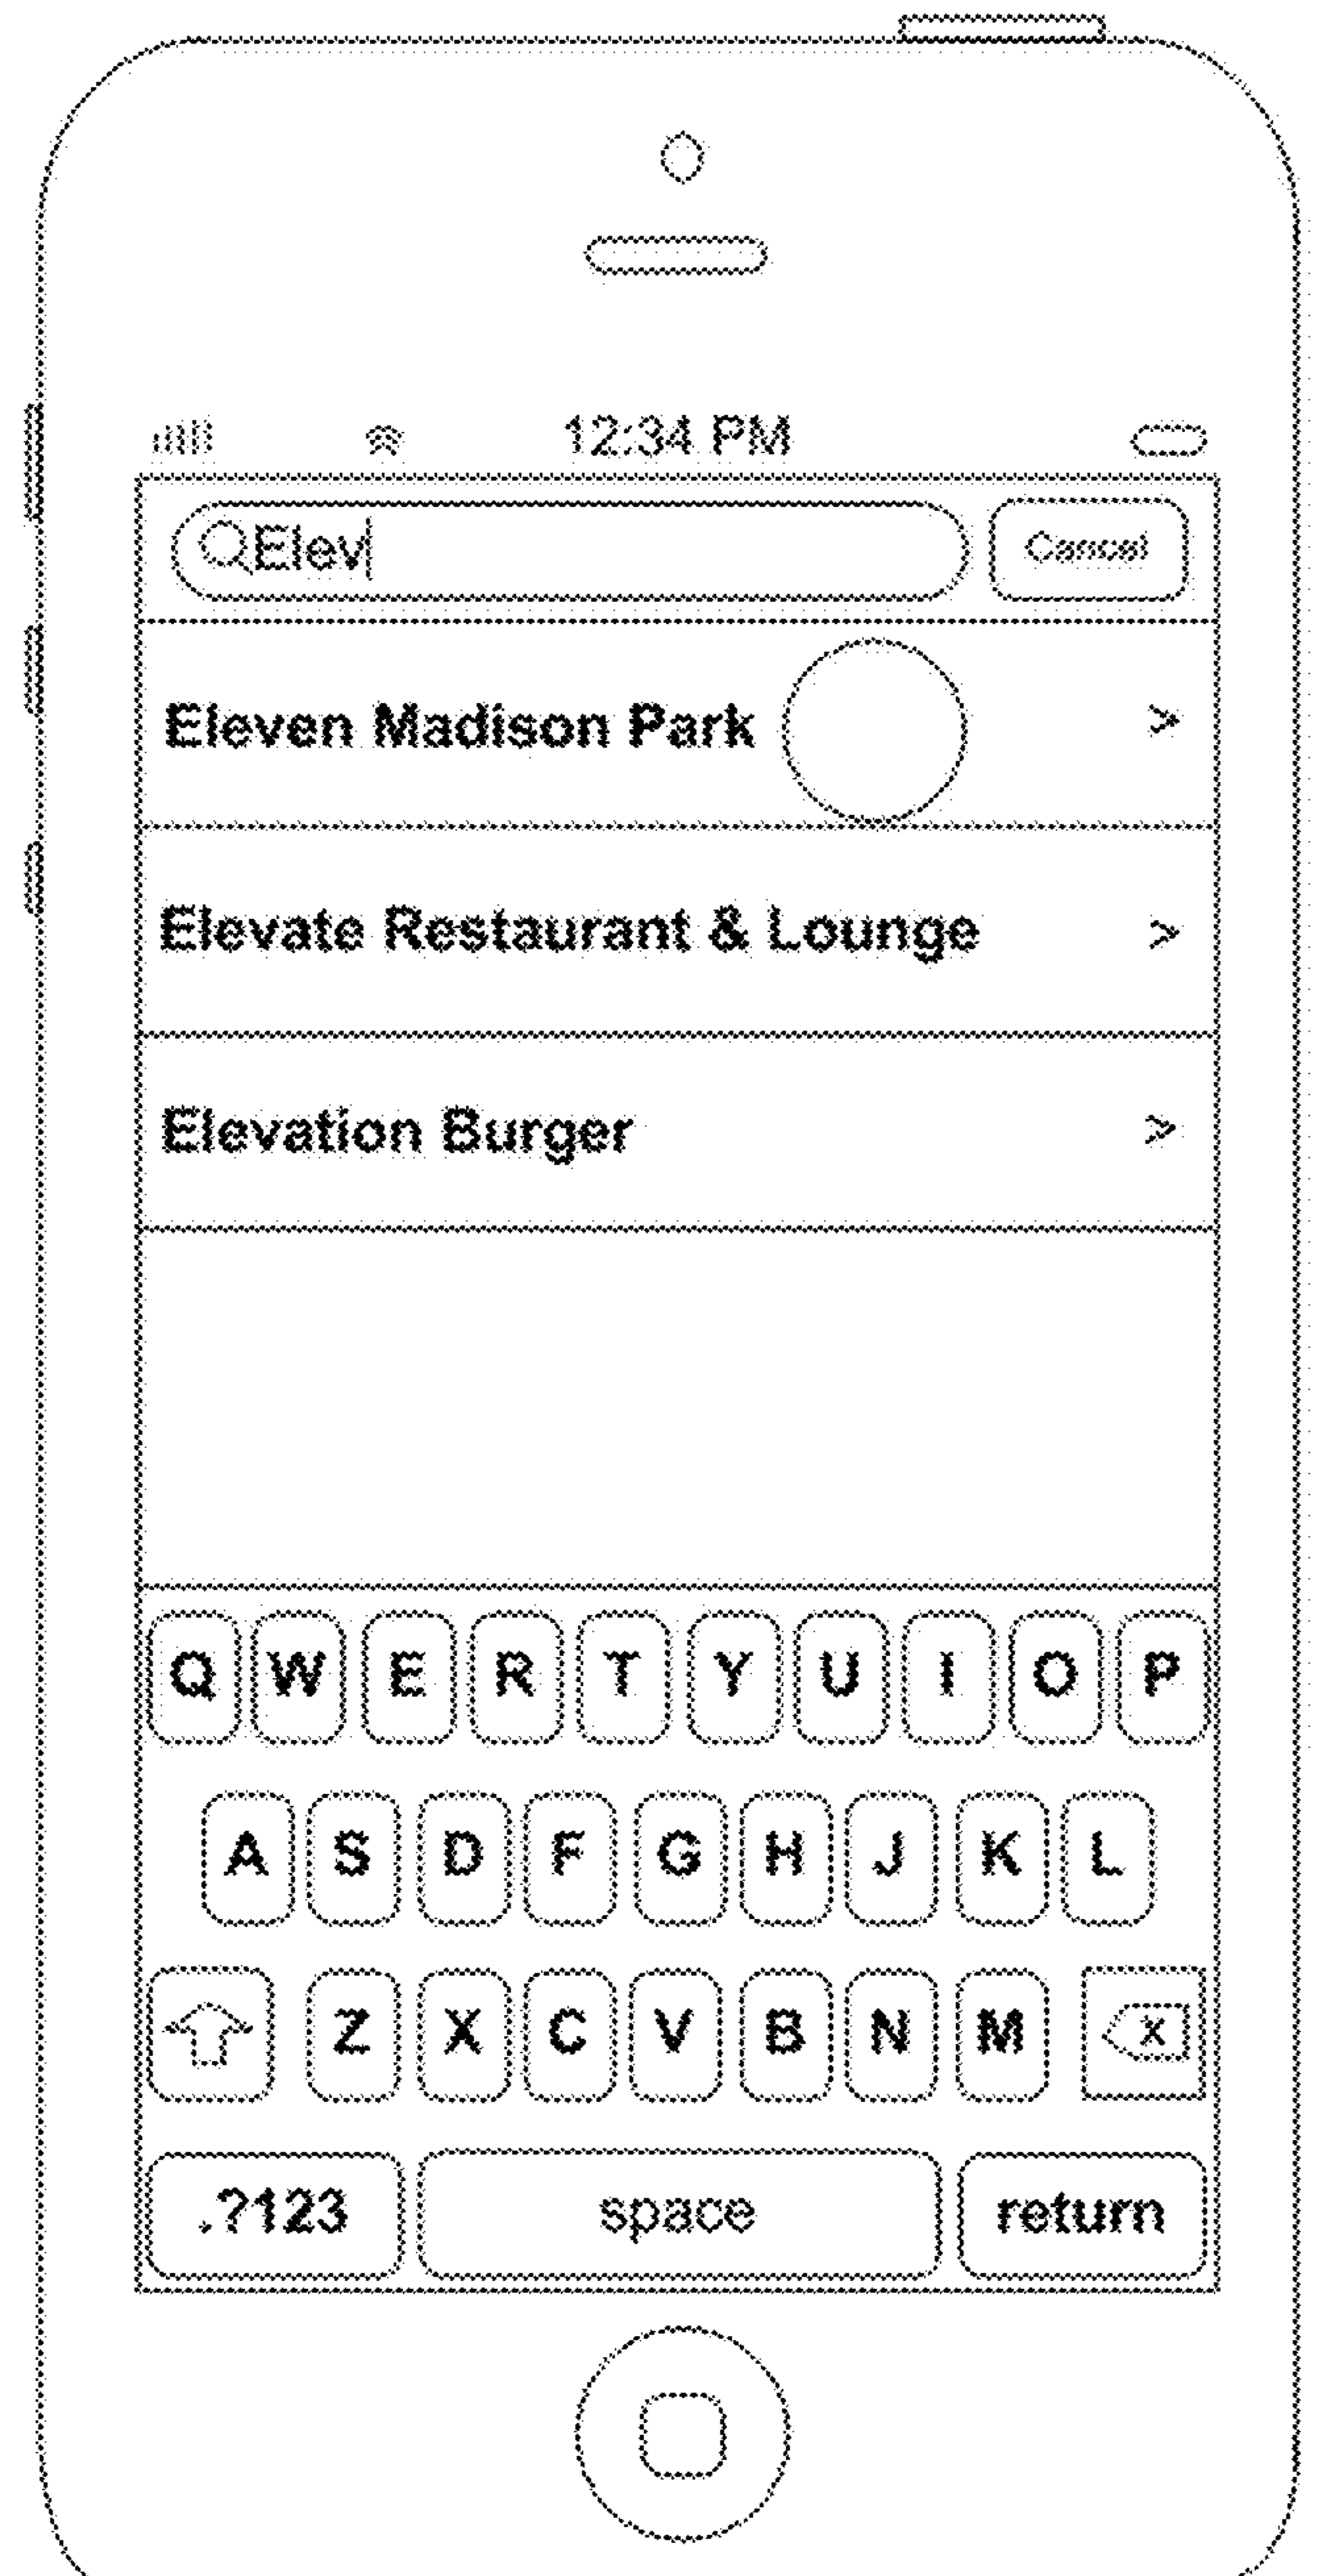 12:34 PM
Elev
Cancel
Eleven Madison Park >
Elevate Restaurant & Lounge >
Elevation Burger >
Q W E R T Y U I O P
A S D F G H J K L
Z X C V B N M X
.?123 space return